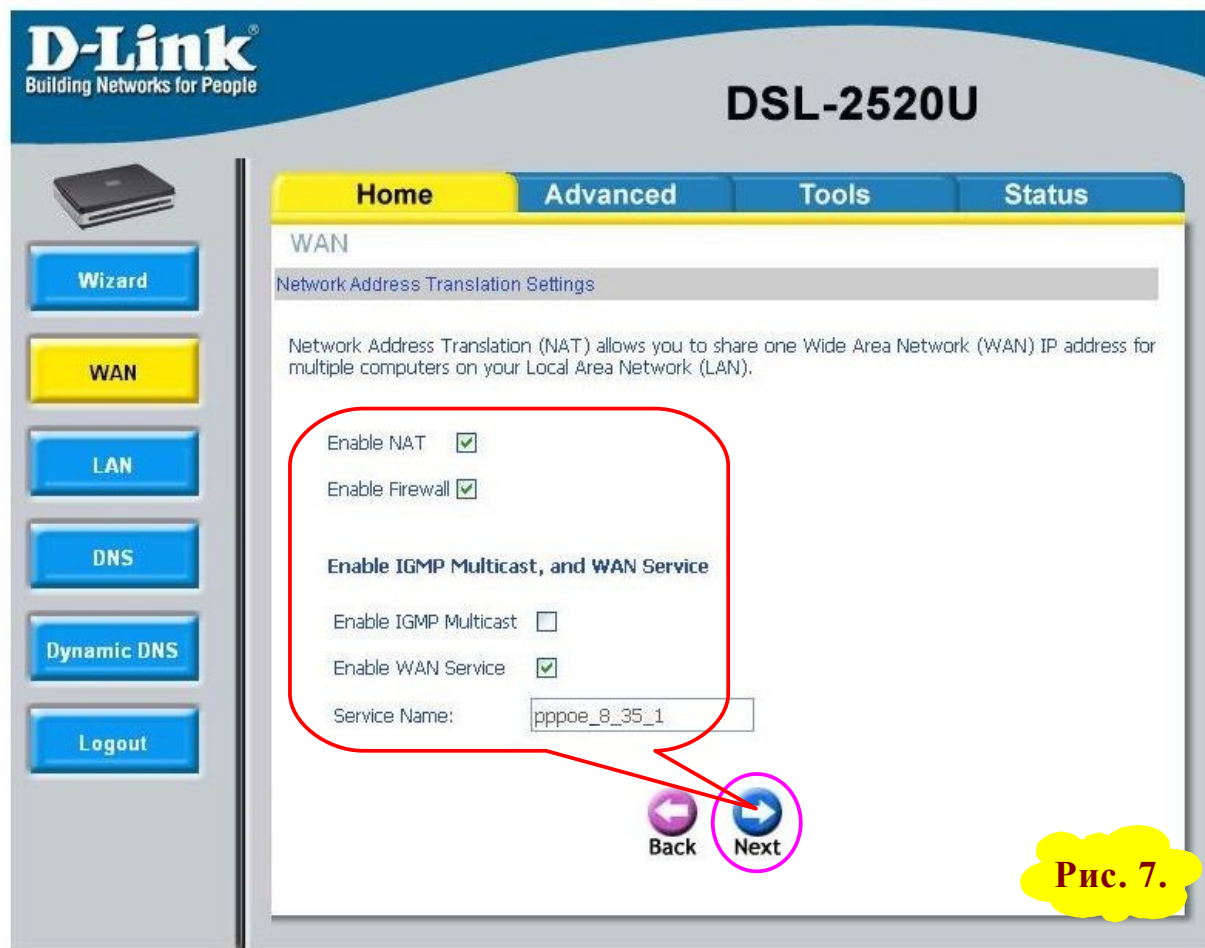 D-Link®
Building Networks for People
DSL-2520U
Home Advanced Tools Status
Wizard
WAN
LAN
DNS
Dynamic DNS
Logout
WAN
Network Address Translation Settings
Network Address Translation (NAT) allows you to share one Wide Area Network (WAN) IP address for
multiple computers on your Local Area Network (LAN).
Enable NAT
Enable Firewall
Enable IGMP Multicast, and WAN Service
Enable IGMP Multicast
Enable WAN Service
Service Name: pppoe_8_35_1
Back Next
Рис. 7.